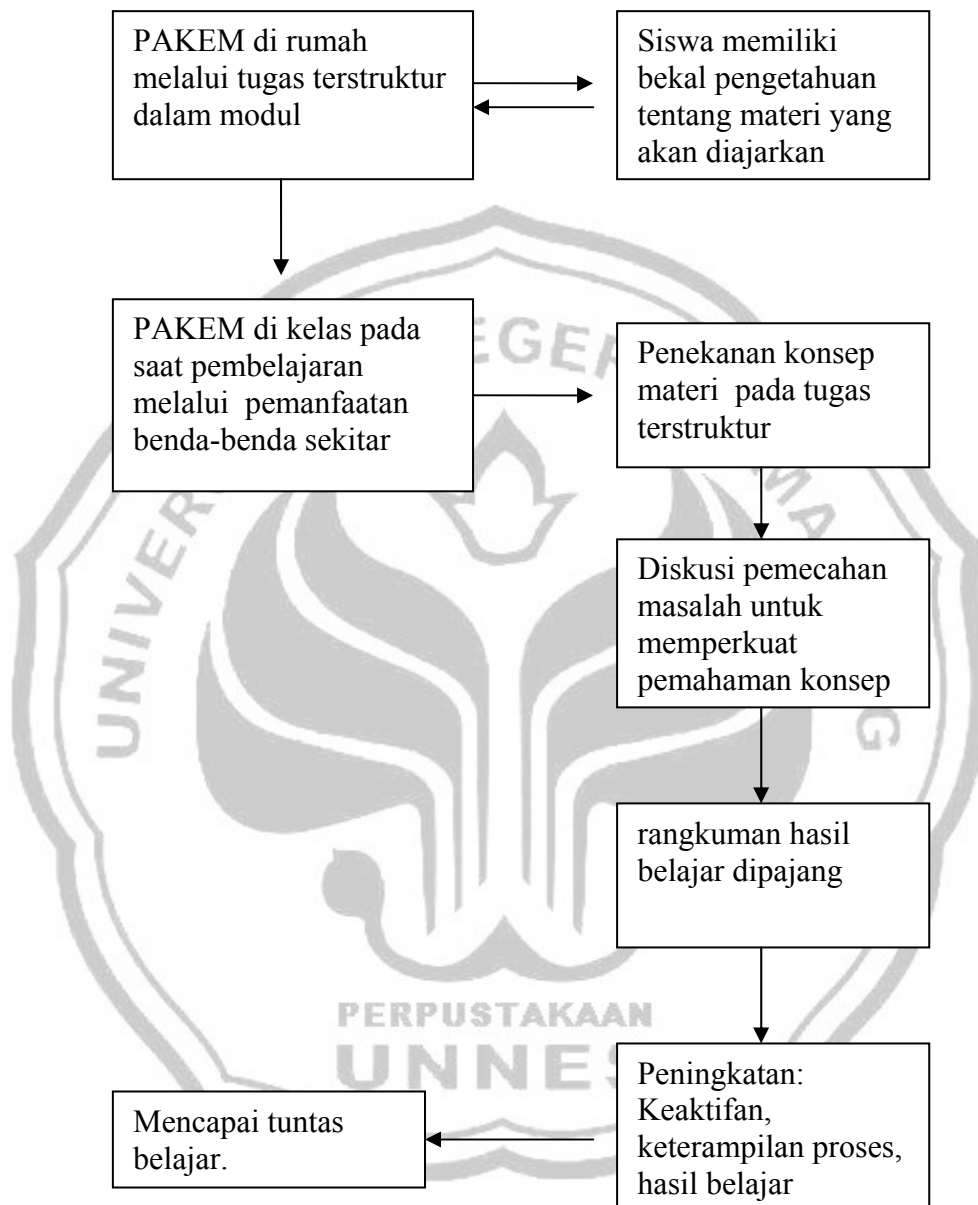 PAKEM di rumah
melalui tugas terstruktur
dalam modul
Siswa memiliki
bekal pengetahuan
tentang materi yang
akan diajarkan
PAKEM di kelas pada
saat pembelajaran
melalui pemanfaatan
benda-benda sekitar
Penekanan konsep
materi pada tugas
terstruktur
Diskusi pemecahan
masalah untuk
memperkuat
pemahaman konsep
rangkuman hasil
belajar dipajang
Peningkatan:
Keaktifan,
keterampilan proses,
hasil belajar
Mencapai tuntas
belajar.
PERPUSTAKAAN